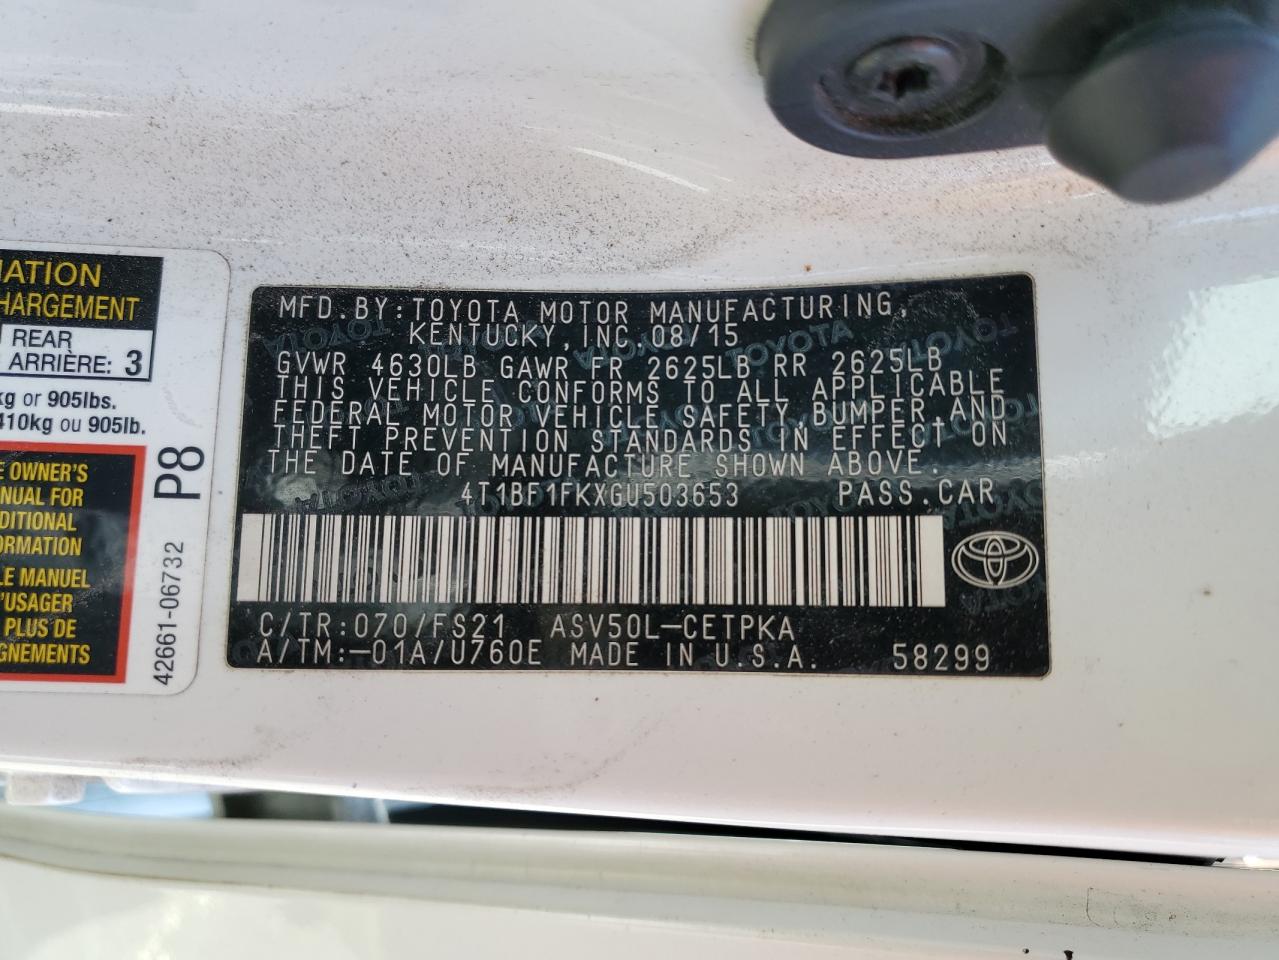 MATION
CHARGEMENT
REAR
ARRIÈRE: 3
kg or 905lbs.
410kg ou 905lb.
E OWNER'S
NUAL FOR
DDITIONAL
ORMATION
LE MANUEL
'USAGER
PLUS DE
GNEMENTS
P8
42661-06732
MFD. BY: TOYOTA MOTOR MANUFACTURING,
KENTUCKY, INC. 08/15
GVWR 4630LB GAWR FR 2625LB RR 2625LB
THIS VEHICLE CONFORMS TO ALL APPLICABLE
FEDERAL MOTOR VEHICLE SAFETY, BUMPER AND
THEFT PREVENTION STANDARDS IN EFFECT ON
THE DATE OF MANUFACTURE SHOWN ABOVE.
4T1BF1FKXGU503653 PASS.CAR
C/TR:070/FS21 ASV50L-CETPKA
A/TM:-01A/U760E MADE IN U.S.A. 58299